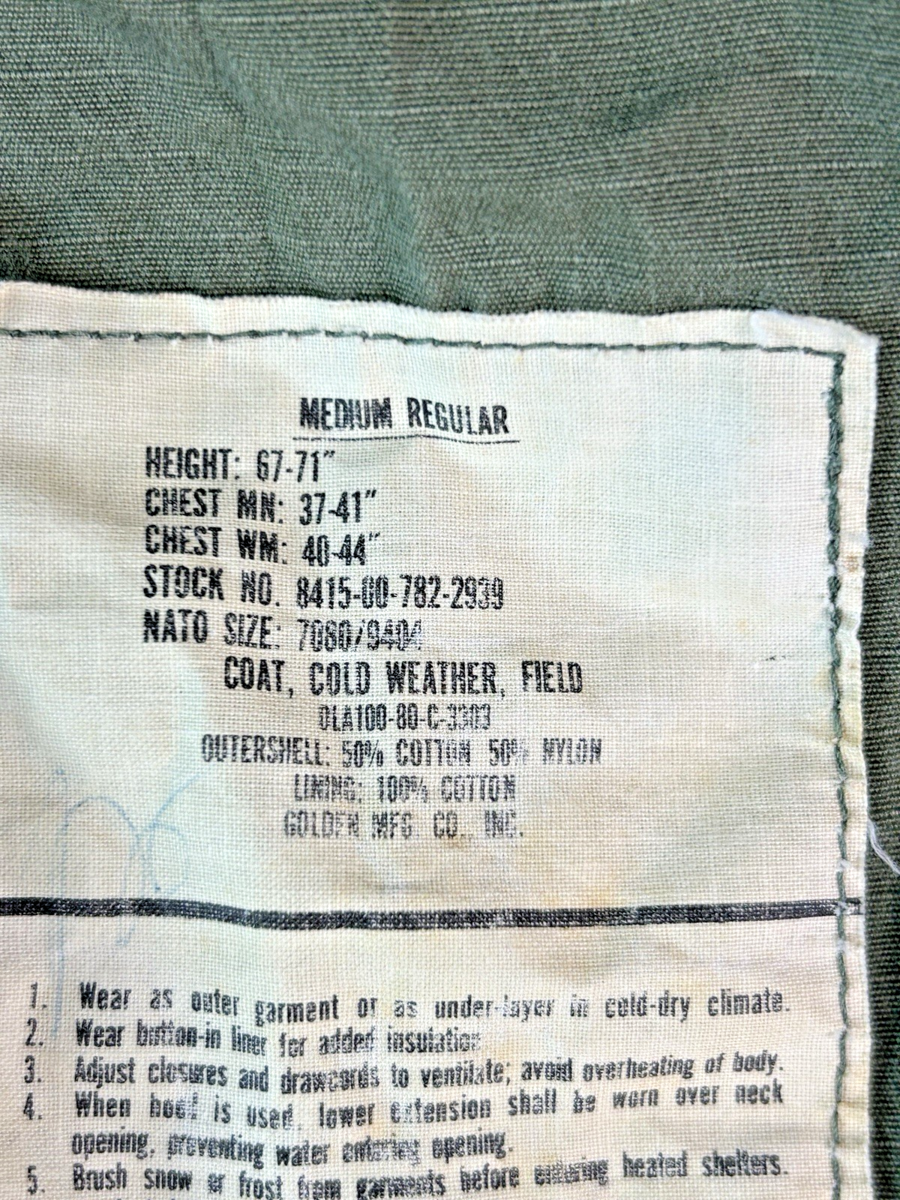 MEDIUM REGULAR
HEIGHT: 67-71"
CHEST MN: 37-41"
CHEST WM: 40-44"
STOCK NO. 8415-00-782-2939
NATO SIZE: 7080/9404
COAT, COLD WEATHER, FIELD
DLA100-80-C-3303
OUTERSHELL: 50% COTTON 50% NYLON
LINING: 100% COTTON
GOLDEN MFG. CO., INC.
1. Wear as outer garment or as under-layer in cold-dry climate.
2. Wear button-in liner for added insulation
3. Adjust closures and drawcords to ventilate; avoid overheating of body.
4. When hood is used, lower extension shall be worn over neck
opening, preventing water entering opening.
5. Brush snow or frost from garments before entering heated shelters.